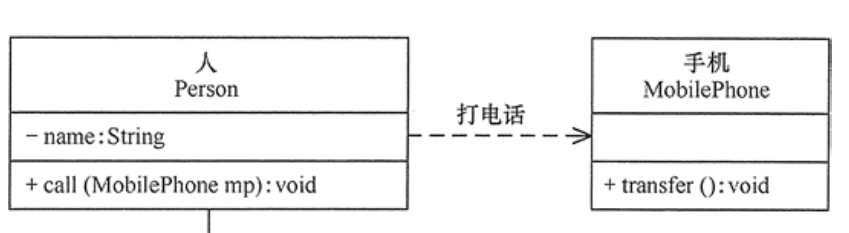 人
Person
- name:String
+ call (MobilePhone mp):void
打电话
手机
MobilePhone
+ transfer ():void